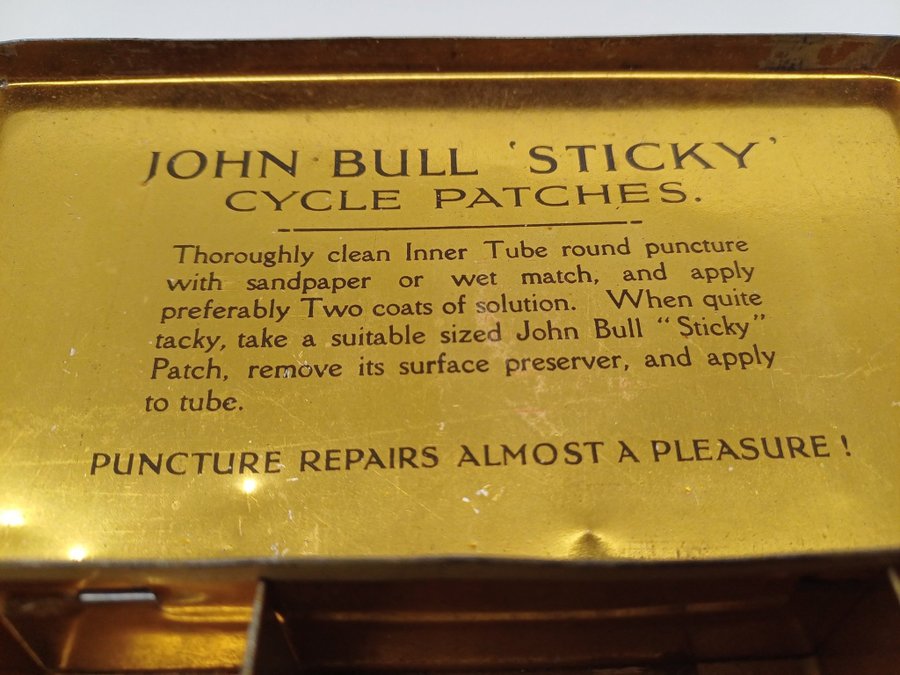 JOHN BULL 'STICKY'
CYCLE PATCHES.
Thoroughly clean Inner Tube round puncture
with sandpaper or wet match, and apply
preferably Two coats of solution. When quite
tacky, take a suitable sized John Bull "Sticky"
Patch, remove its surface preserver, and apply
to tube.
PUNCTURE REPAIRS ALMOST A PLEASURE!